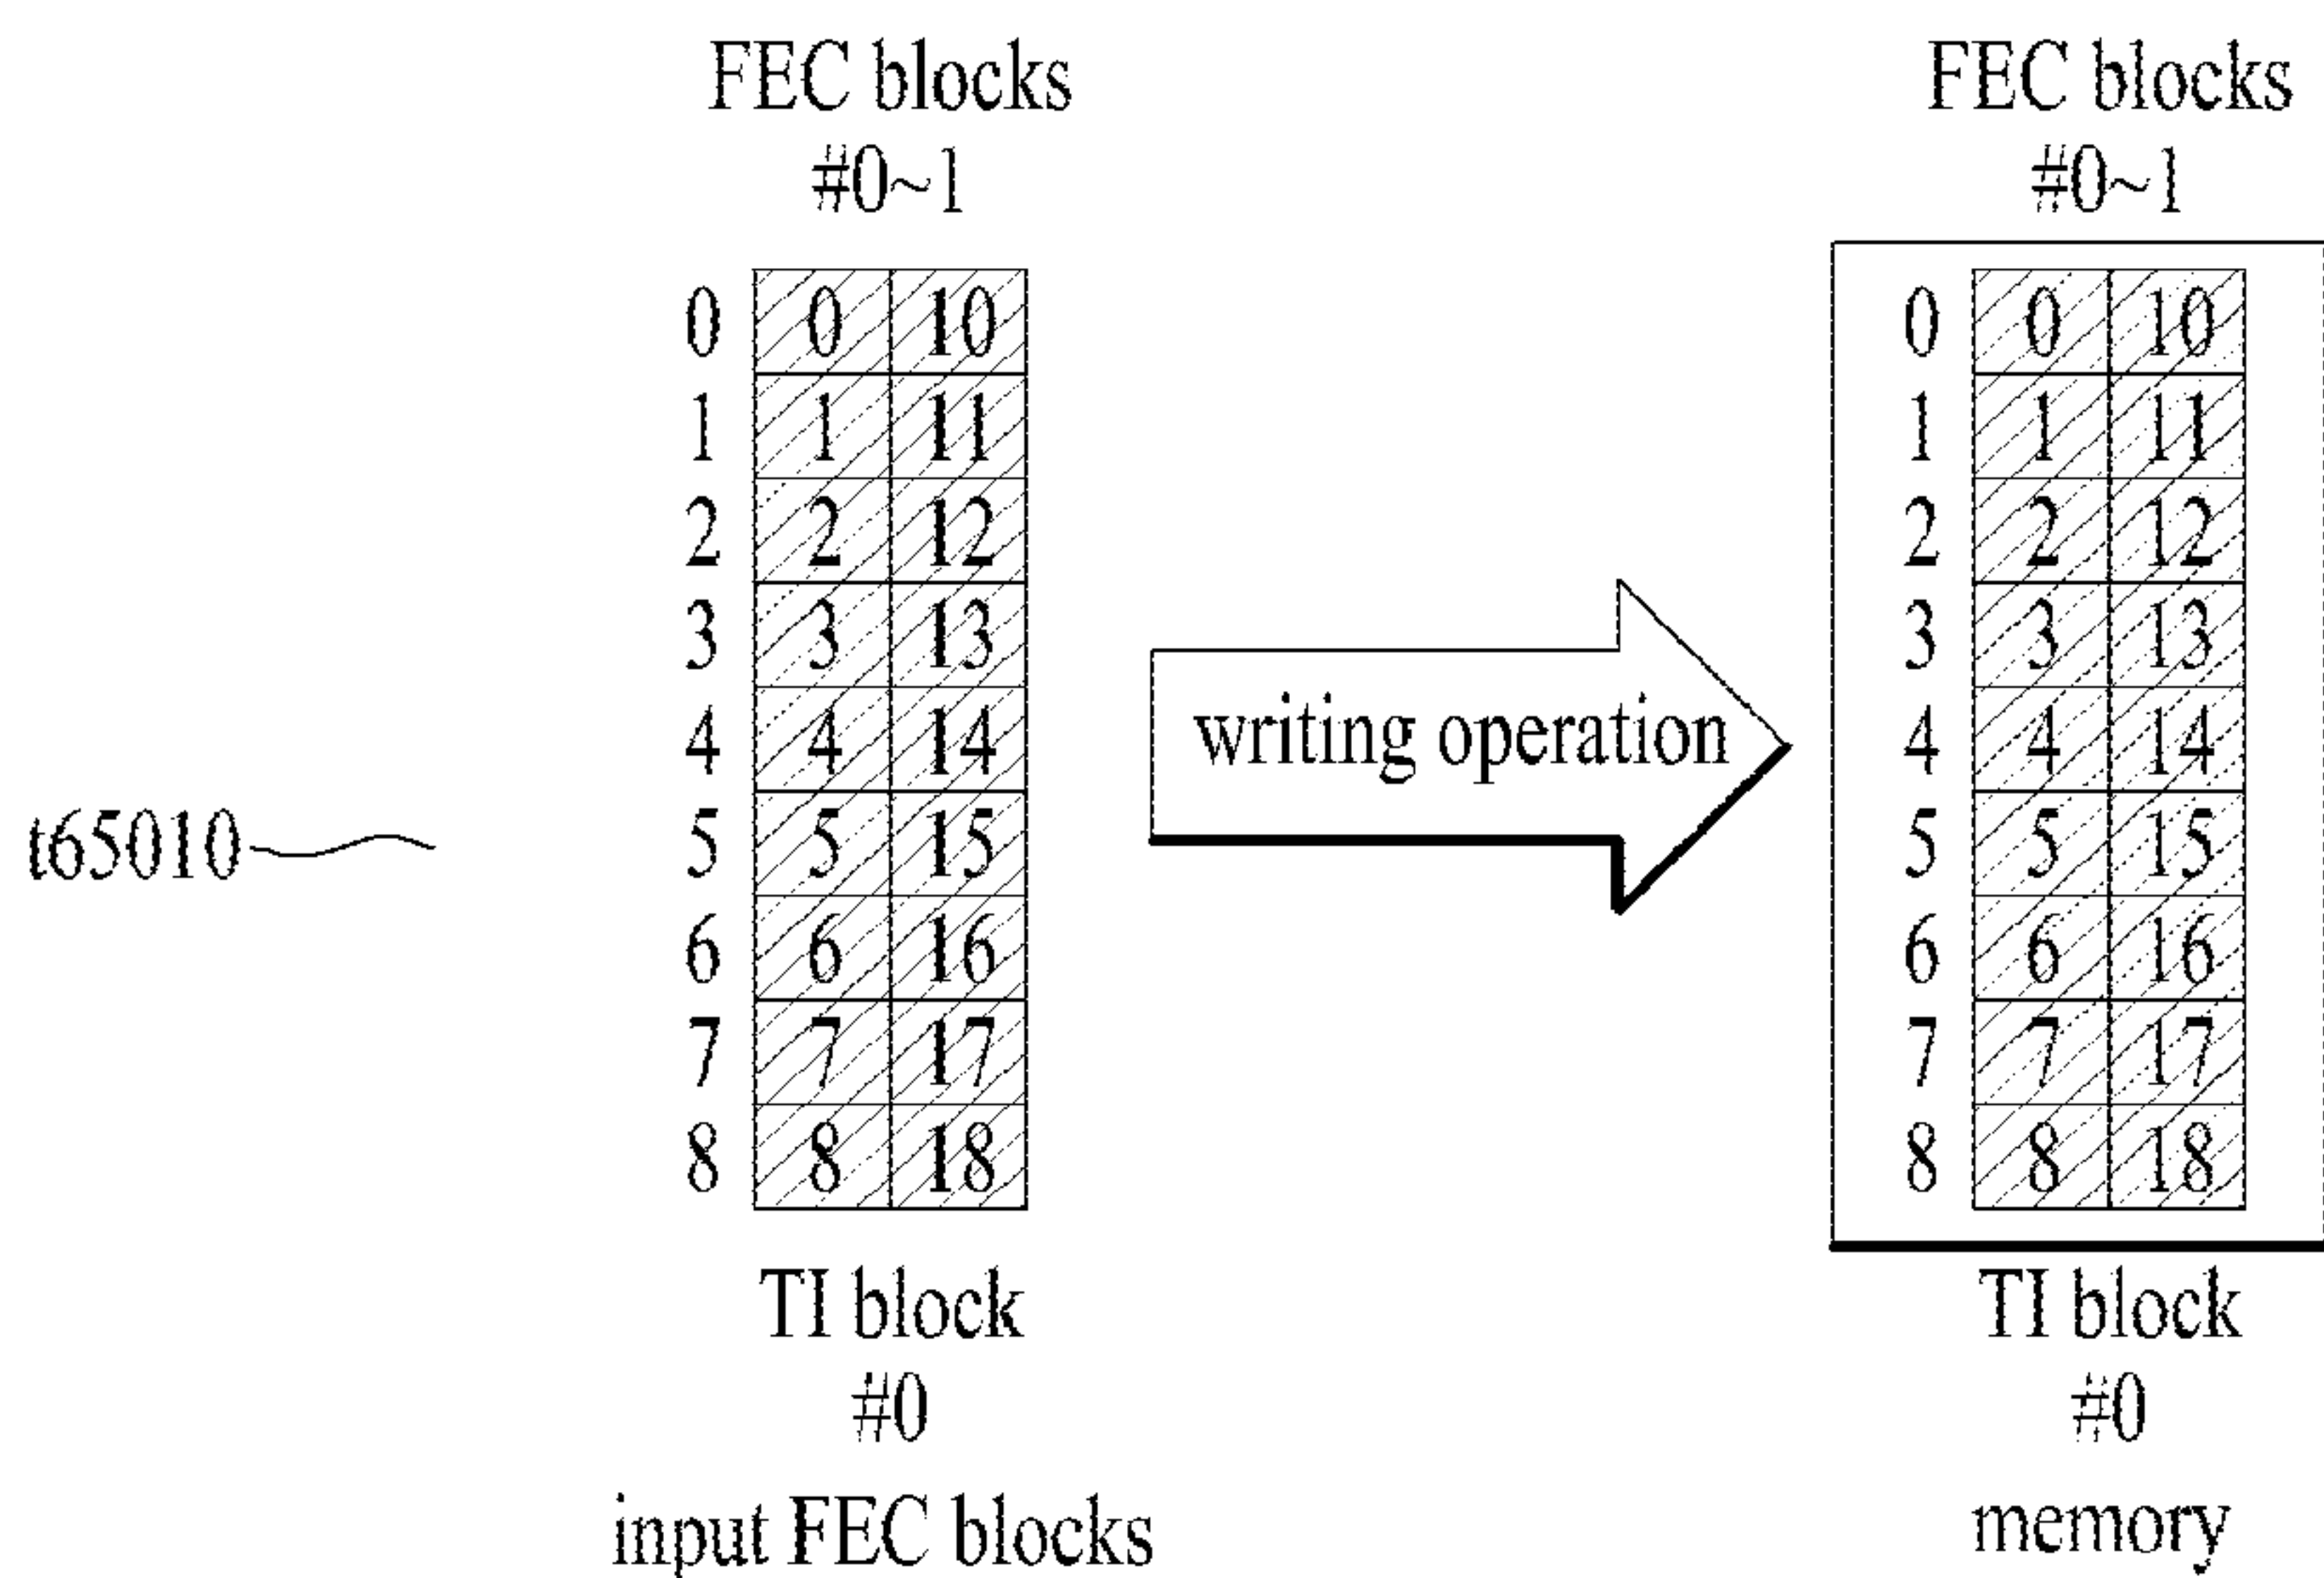 FEC blocks
#0~1
0 0 10
1 1 11
2 2 12
3 3 13
4 4 14
5 5 15
6 6 16
7 7 17
8 8 18
TI block
#0
input FEC blocks
t65010
writing operation
FEC blocks
#0~1
0 0 10
1 1 11
2 2 12
3 3 13
4 4 14
5 5 15
6 6 16
7 7 17
8 8 18
TI block
#0
memory